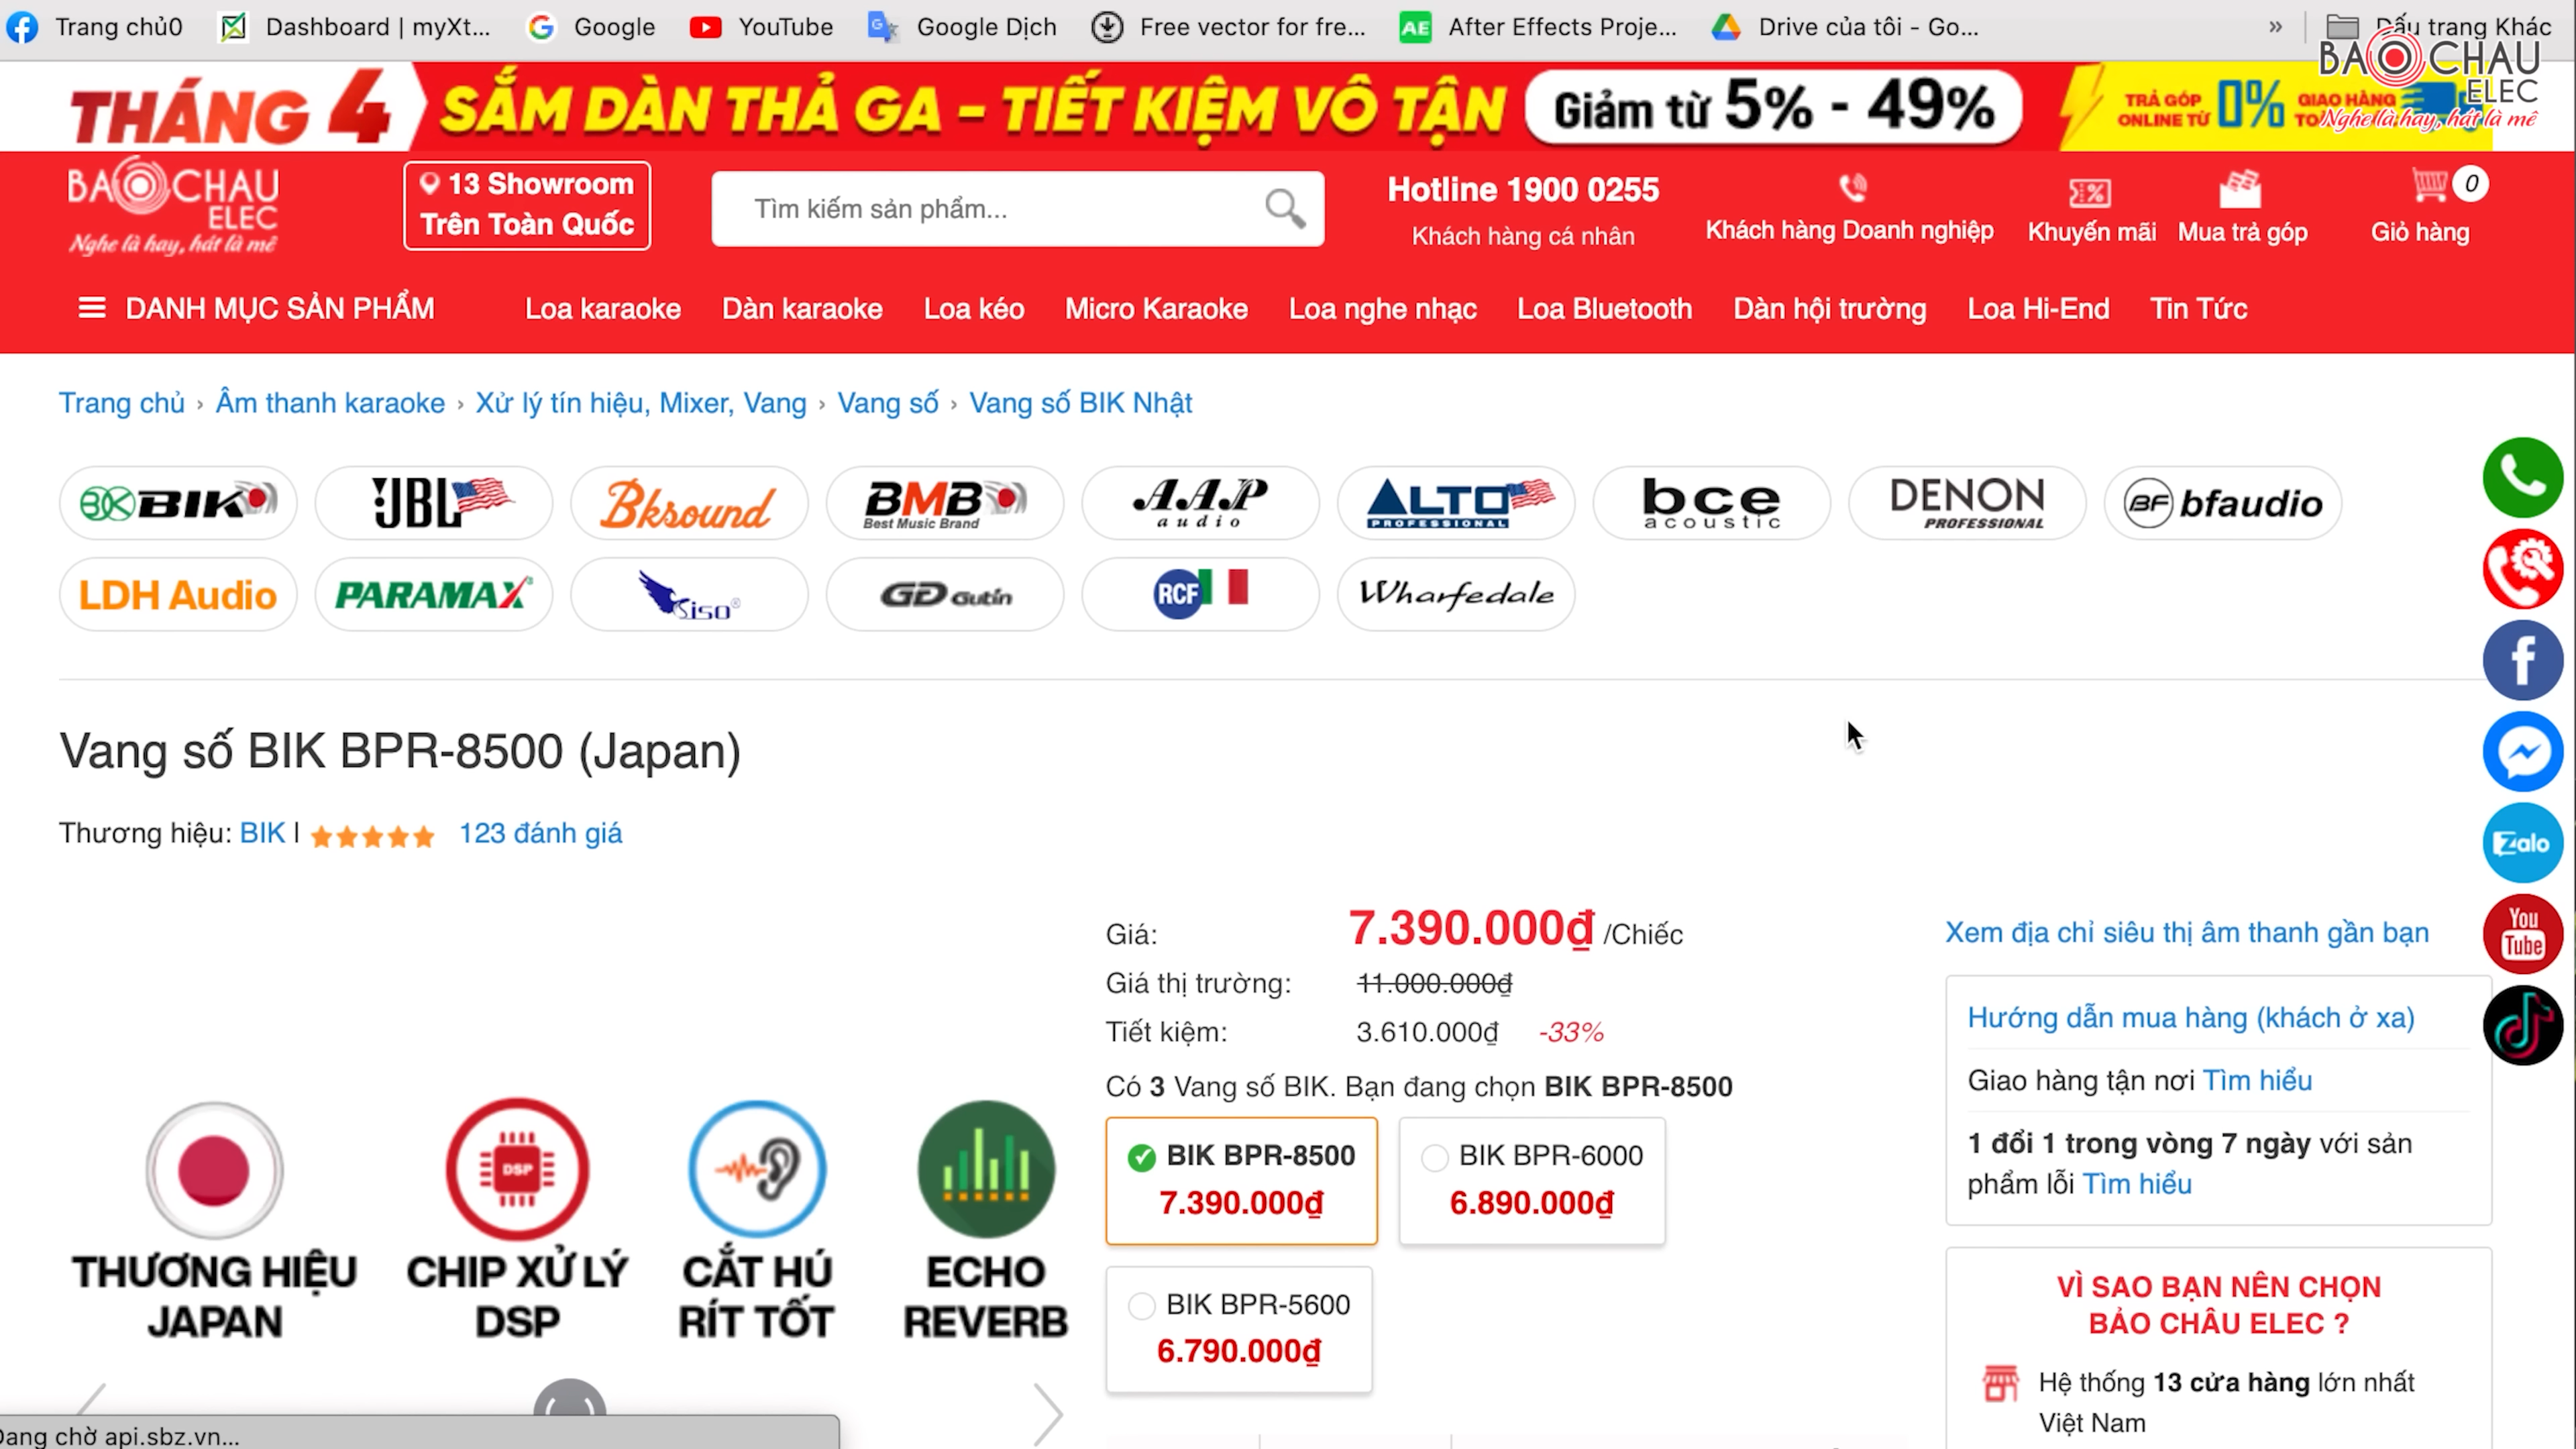 Trang chủ0 Dashboard | myXt... Google YouTube Google Dịch Free vector for fre... After Effects Proje... Drive của tôi - Go... » Dấu trang Khác
THÁNG 4 SẮM DÀN THẢ GA - TIẾT KIỆM VÔ TẬN Giảm từ 5% - 49%
TRẢ GÓP
ONLINE TỪ 0% GIAO HÀNG
BAO CHAU
ELEC
Nghe là hay, hát là mê
BAO CHAU
ELEC
Nghe là hay, hát là mê
13 Showroom
Trên Toàn Quốc
Tìm kiếm sản phẩm...
Hotline 1900 0255
Khách hàng cá nhân
Khách hàng Doanh nghiệp
Khuyến mãi
Mua trả góp
0
Giỏ hàng
DANH MỤC SẢN PHẨM Loa karaoke Dàn karaoke Loa kéo Micro Karaoke Loa nghe nhạc Loa Bluetooth Dàn hội trường Loa Hi-End Tin Tức
Trang chủ › Âm thanh karaoke › Xử lý tín hiệu, Mixer, Vang › Vang số › Vang số BIK Nhật
BIK
JBL
Bksound
BMB
Best Music Brand
AAP
audio
ALTO
PROFESSIONAL
bce
acoustic
DENON
PROFESSIONAL
BF bfaudio
LDH Audio
PARAMAX
Siso®
GD Gutin
RCF
Wharfedale
Vang số BIK BPR-8500 (Japan)
Thương hiệu: BIK | 123 đánh giá
Zalo
You
Tube
THƯƠNG HIỆU
JAPAN
DSP
CHIP XỬ LÝ
DSP
CẮT HÚ
RÍT TỐT
ECHO
REVERB
Giá: 7.390.000₫ /Chiếc
Giá thị trường: 11.000.000₫
Tiết kiệm: 3.610.000₫ -33%
Có 3 Vang số BIK. Bạn đang chọn BIK BPR-8500
BIK BPR-8500
7.390.000₫
BIK BPR-6000
6.890.000₫
BIK BPR-5600
6.790.000₫
Xem địa chỉ siêu thị âm thanh gần bạn
Hướng dẫn mua hàng (khách ở xa)
Giao hàng tận nơi Tìm hiểu
1 đổi 1 trong vòng 7 ngày với sản
phẩm lỗi Tìm hiểu
VÌ SAO BẠN NÊN CHỌN
BẢO CHÂU ELEC ?
Hệ thống 13 cửa hàng lớn nhất
Việt Nam
chờ api.sbz.vn...